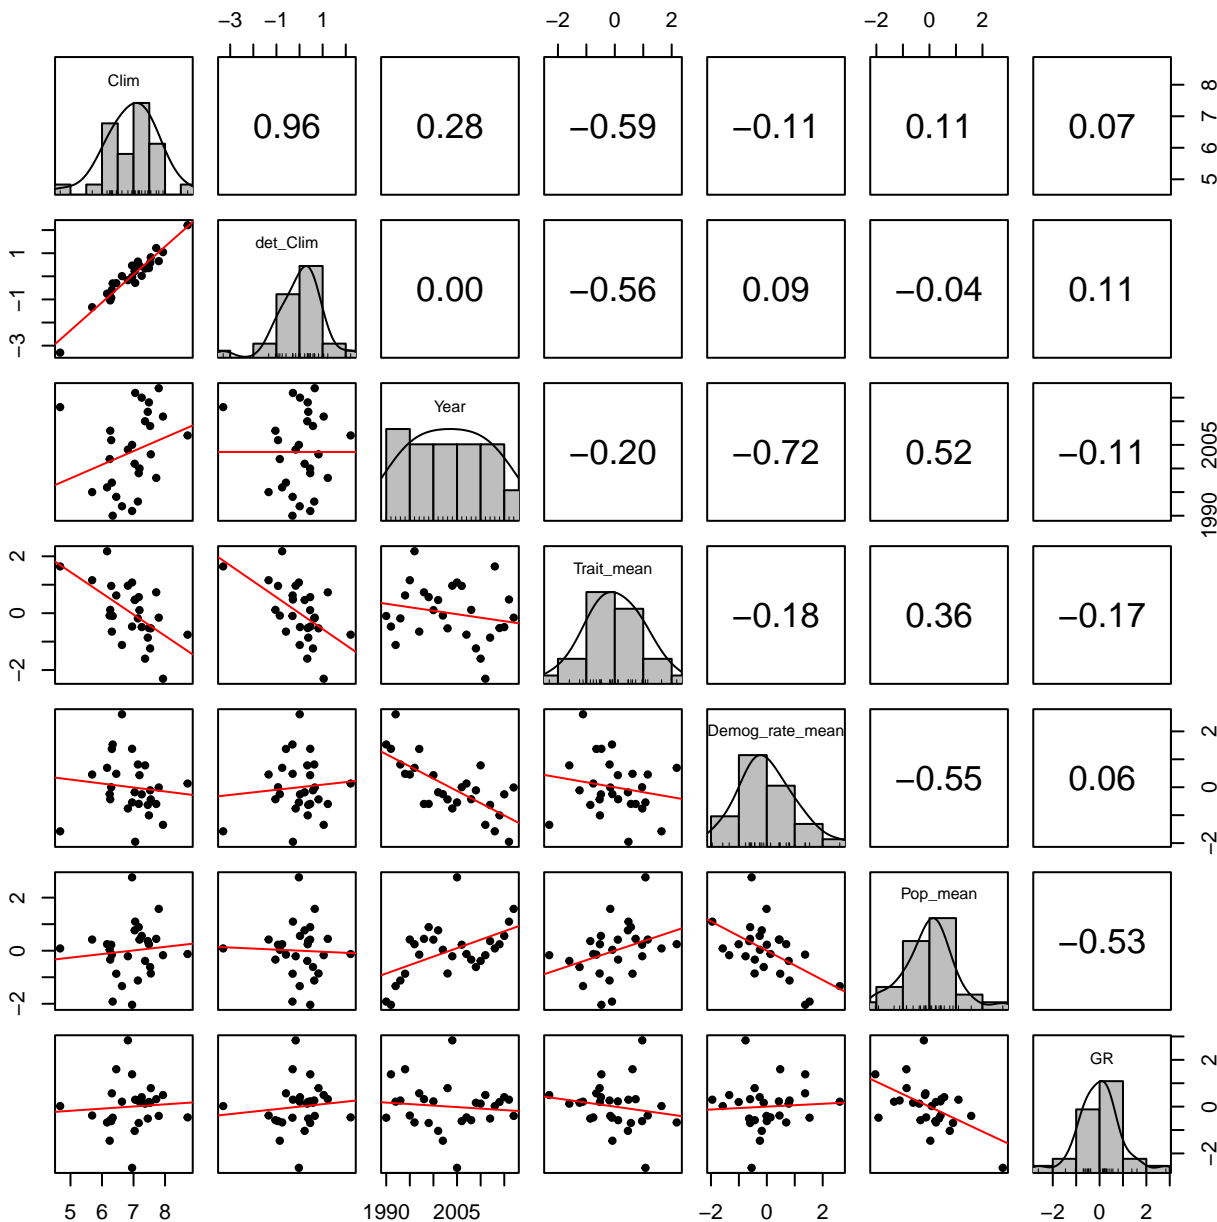 −3 −1 1 −2 0 2 −2 0 2
Clim 0.96 0.28 −0.59 −0.11 0.11 0.07 5 6 7 8
−3 −1 1 det_Clim 0.00 −0.56 0.09 −0.04 0.11
Year −0.20 −0.72 0.52 −0.11 1990 2005
−2 0 2 Trait_mean −0.18 0.36 −0.17
Demog_rate_mean −0.55 0.06 −2 0 2
−2 0 2 Pop_mean −0.53
GR −2 0 2
5 6 7 8 1990 2005 −2 0 2 −2 0 2